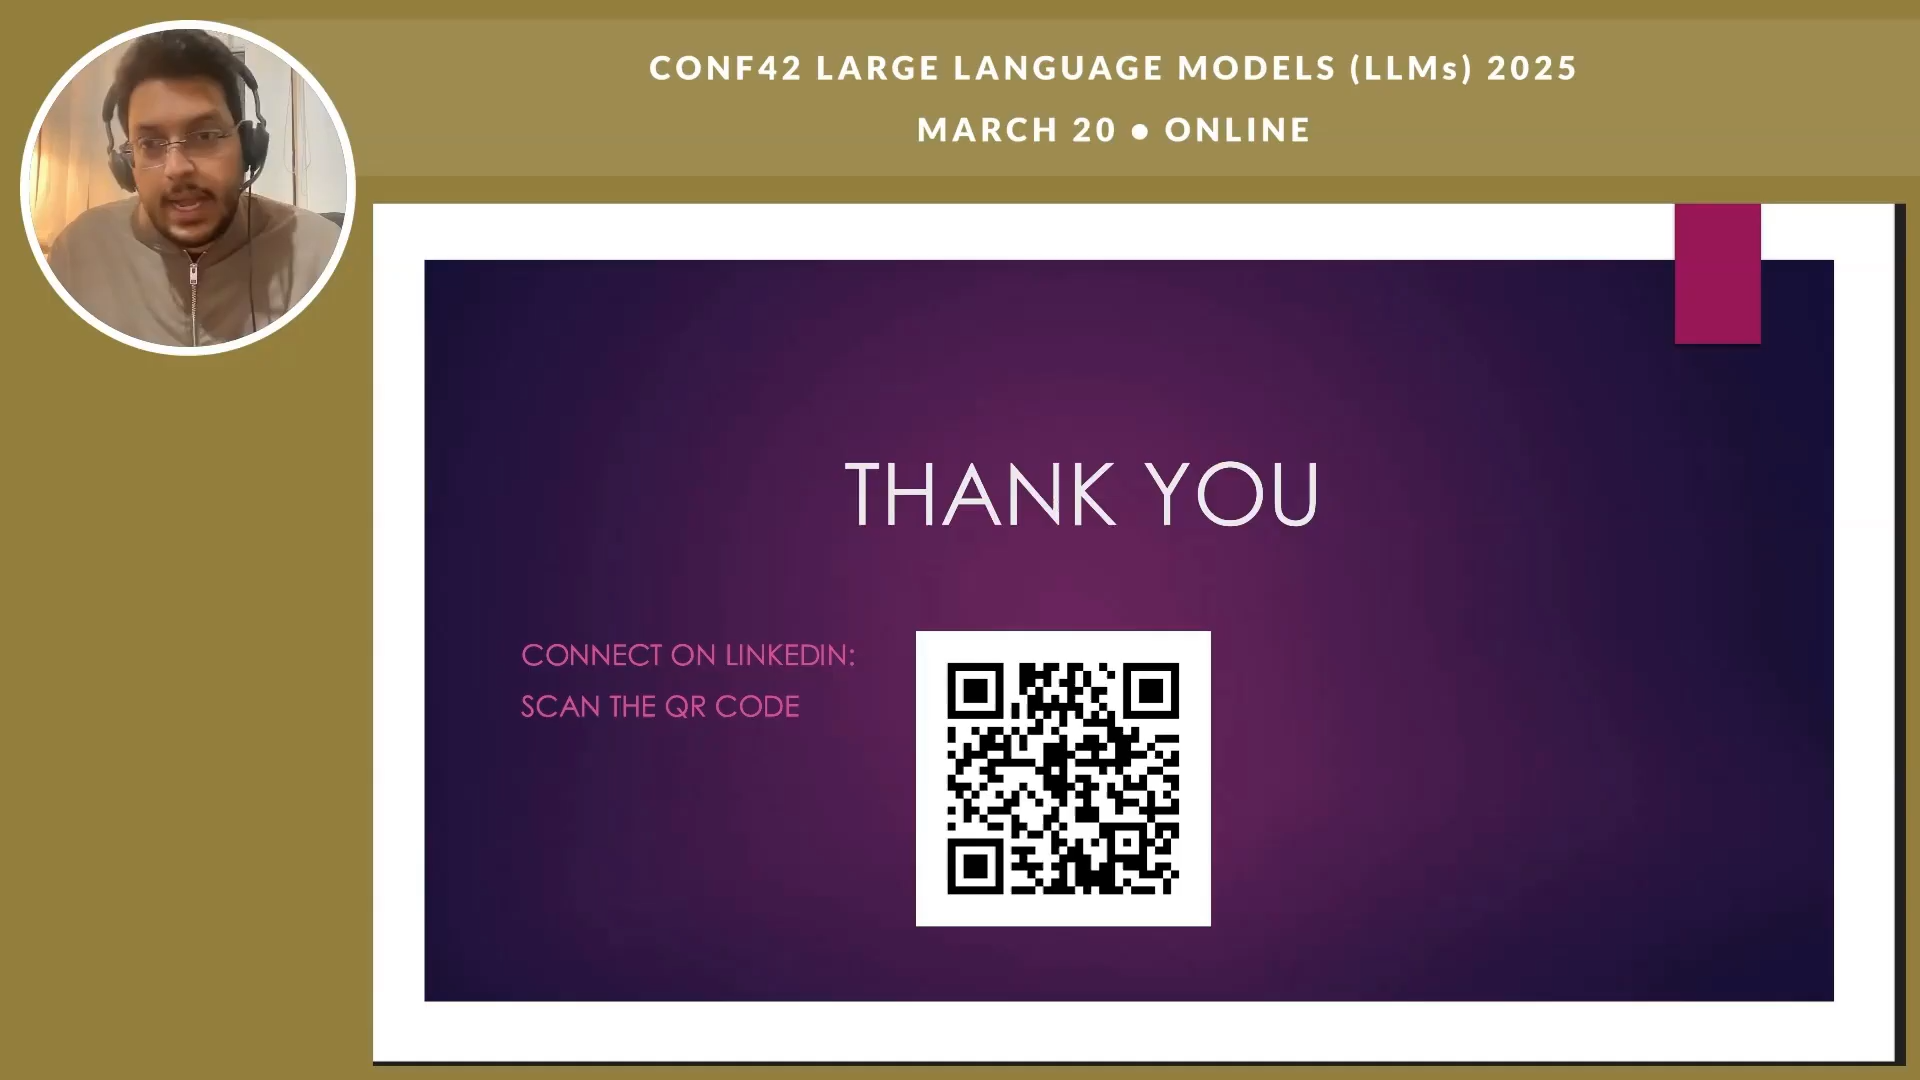 CONF42 LARGE LANGUAGE MODELS (LLMs) 2025
MARCH 20 ● ONLINE
THANK YOU
CONNECT ON LINKEDIN:
SCAN THE QR CODE